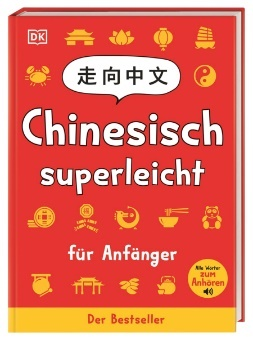 DK
走向中文
Chinesisch
superleicht
für Anfänger
Alle Wörter
zum
Anhören
Der Bestseller